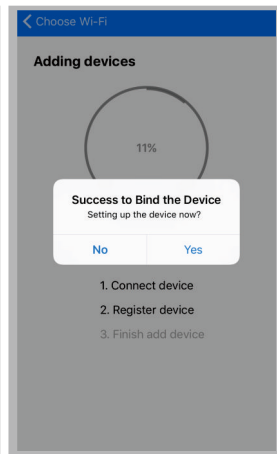 Choose Wi-Fi
Adding devices
11%
Success to Bind the Device
Setting up the device now?
No Yes
1. Connect device
2. Register device
3. Finish add device